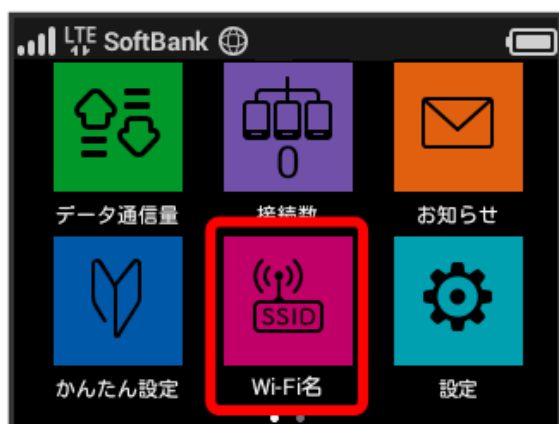 LTE SoftBank
0
データ通信量 接続数 お知らせ
SSID
かんたん設定 Wi-Fi名 設定